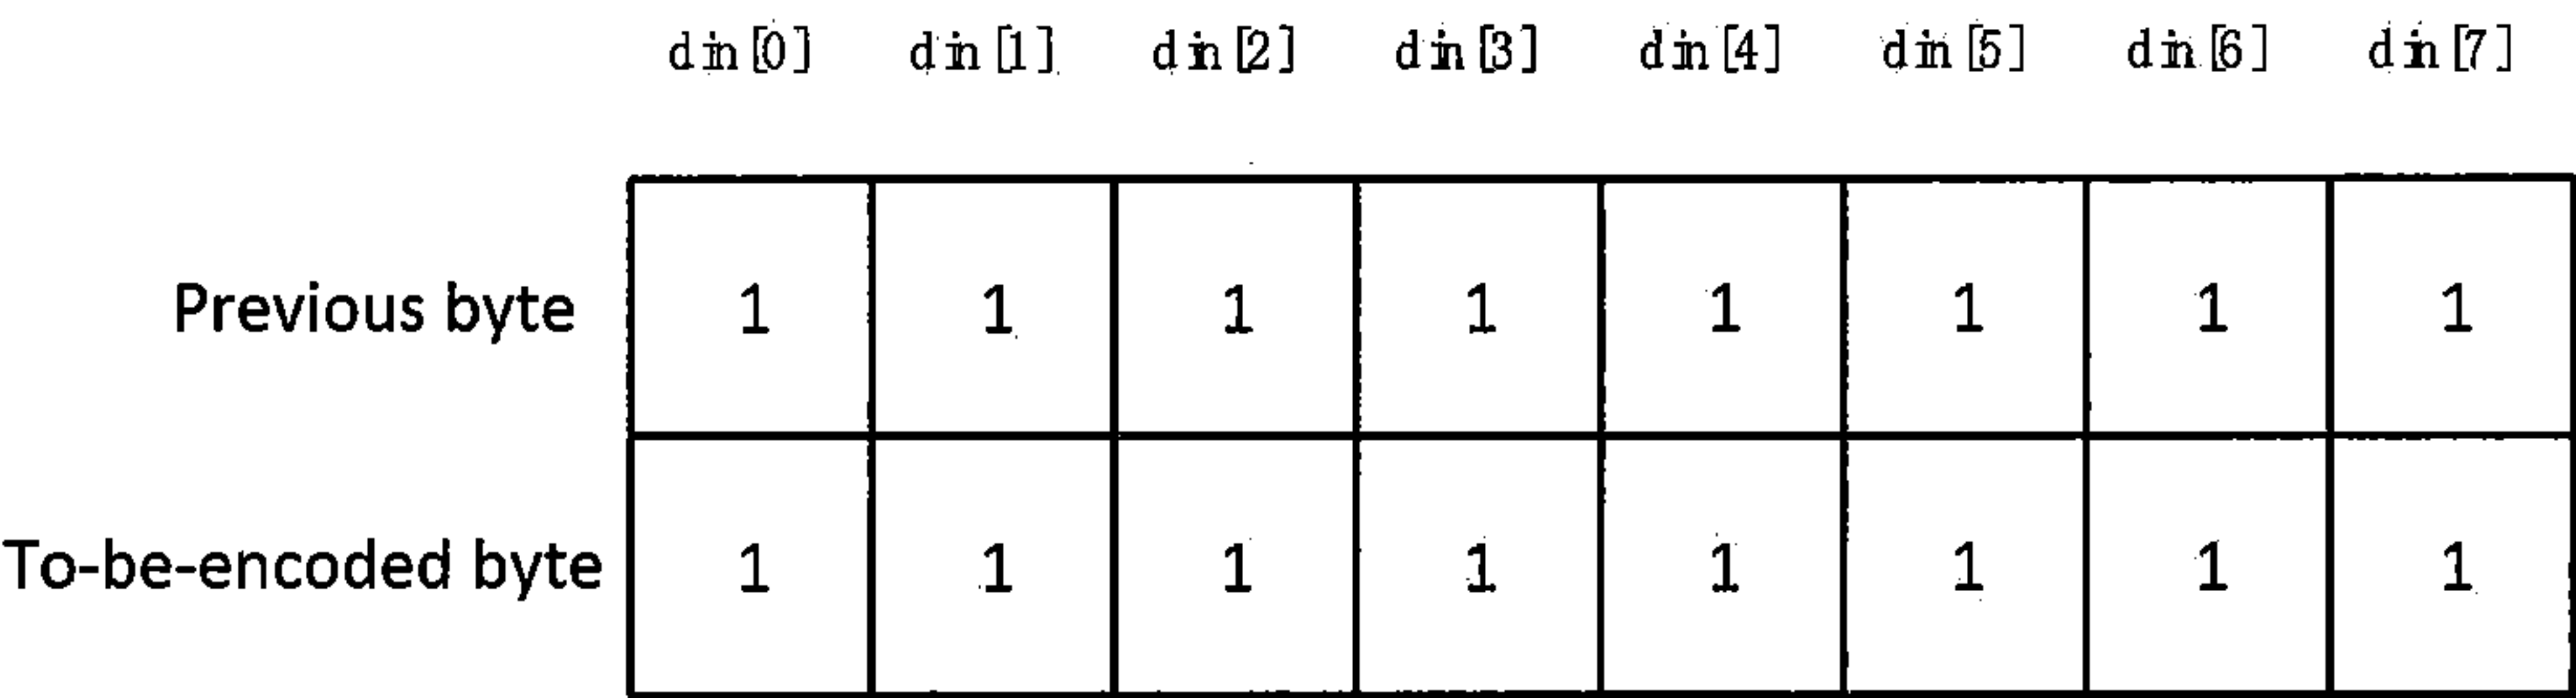 din[0] din[1] din[2] din[3] din[4] din[5] din[6] din[7]
Previous byte 1 1 1 1 1 1 1 1
To-be-encoded byte 1 1 1 1 1 1 1 1